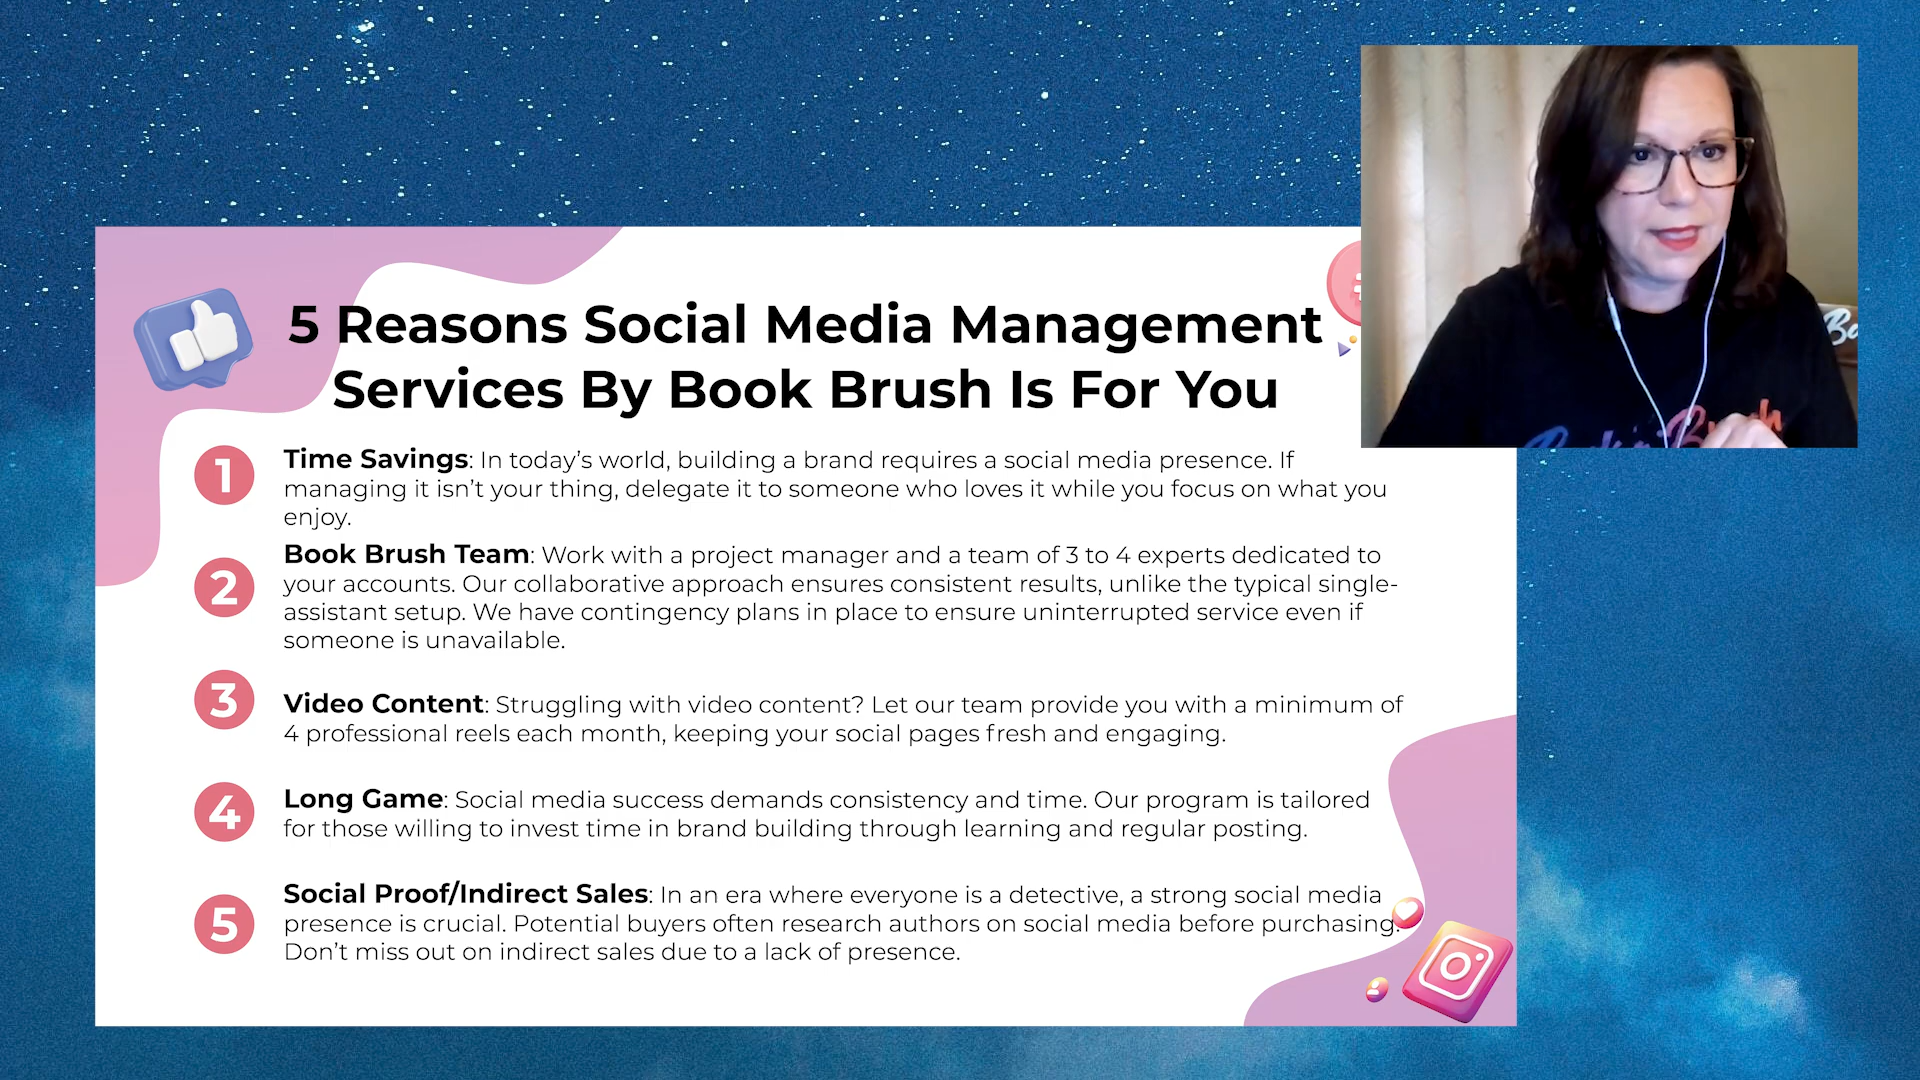 5 Reasons Social Media Management
Services By Book Brush Is For You
1
Time Savings: In today’s world, building a brand requires a social media presence. If
managing it isn’t your thing, delegate it to someone who loves it while you focus on what you
enjoy.
2
Book Brush Team: Work with a project manager and a team of 3 to 4 experts dedicated to
your accounts. Our collaborative approach ensures consistent results, unlike the typical single-
assistant setup. We have contingency plans in place to ensure uninterrupted service even if
someone is unavailable.
3
Video Content: Struggling with video content? Let our team provide you with a minimum of
4 professional reels each month, keeping your social pages fresh and engaging.
4
Long Game: Social media success demands consistency and time. Our program is tailored
for those willing to invest time in brand building through learning and regular posting.
5
Social Proof/Indirect Sales: In an era where everyone is a detective, a strong social media
presence is crucial. Potential buyers often research authors on social media before purchasing.
Don’t miss out on indirect sales due to a lack of presence.